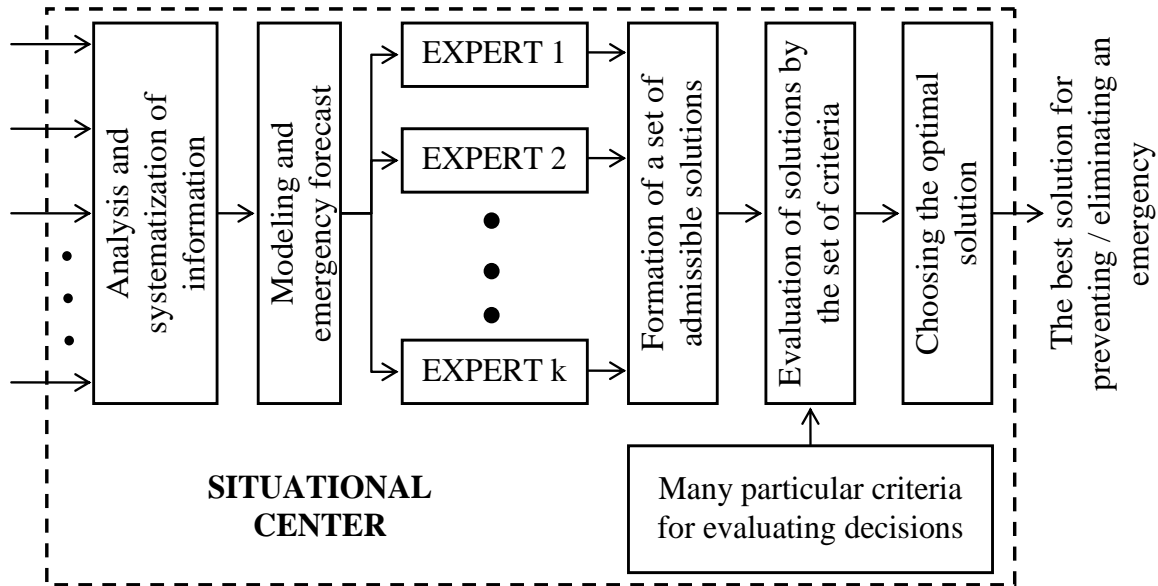 Analysis and
systematization of
information
Modeling and
emergency forecast
EXPERT 1
EXPERT 2
EXPERT k
Formation of a set of
admissible solutions
Evaluation of solutions by
the set of criteria
Choosing the optimal
solution
The best solution for
preventing / eliminating an
emergency
SITUATIONAL
CENTER
Many particular criteria
for evaluating decisions